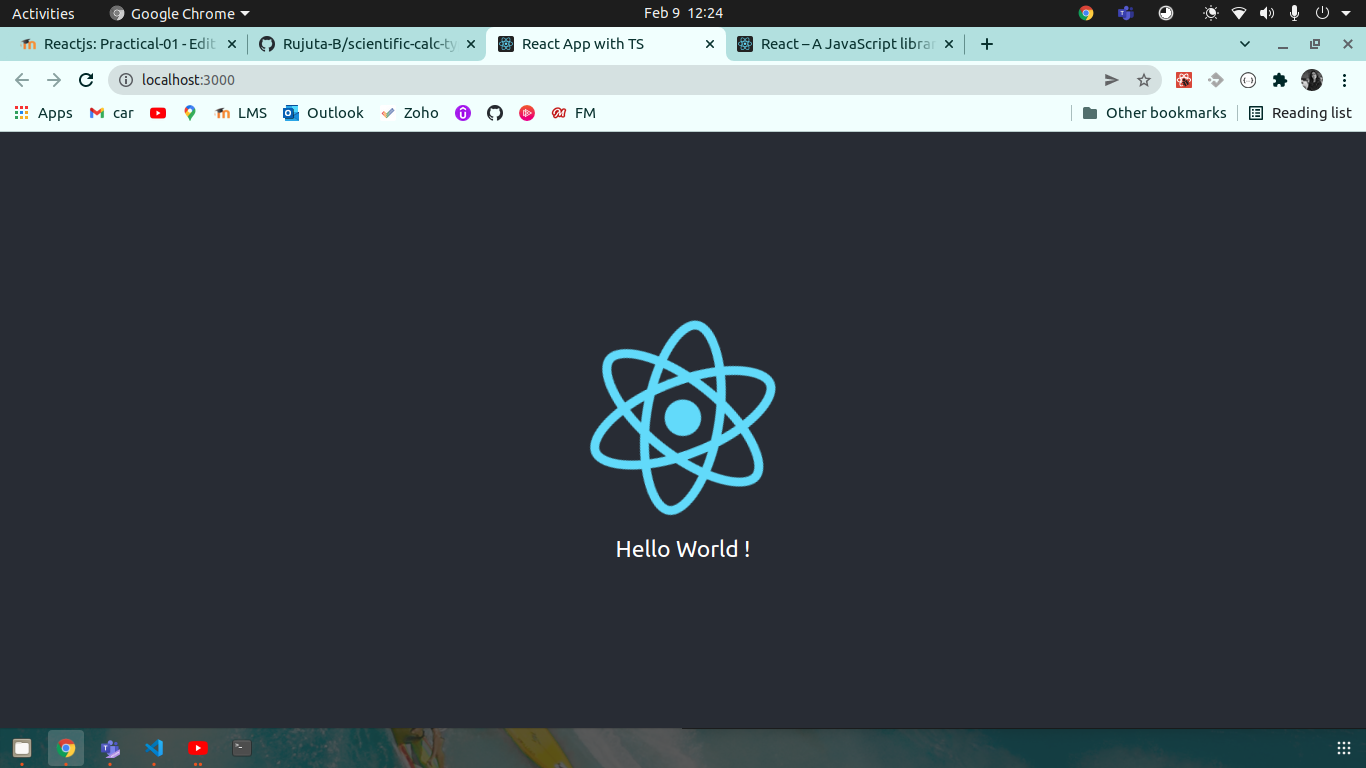 Activities Google Chrome Feb 9 12:24
Reactjs: Practical-01 - Edit Rujuta-B/scientific-calc-ty React App with TS React – A JavaScript librar
localhost:3000
Apps car LMS Outlook Zoho FM Other bookmarks Reading list
Hello World !